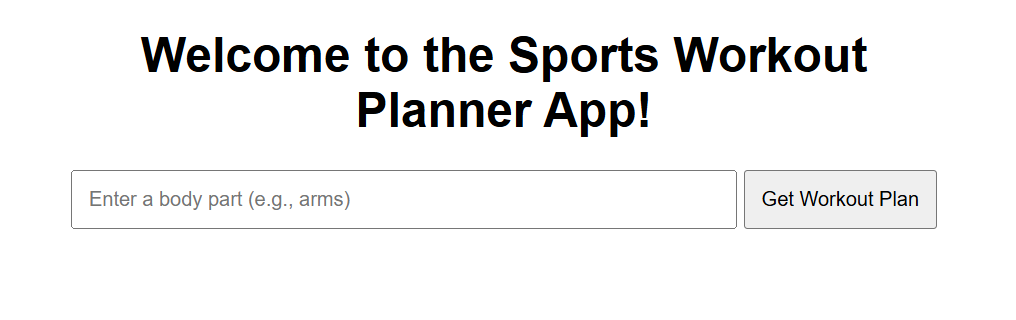 Welcome to the Sports Workout
Planner App!
Enter a body part (e.g., arms)
Get Workout Plan